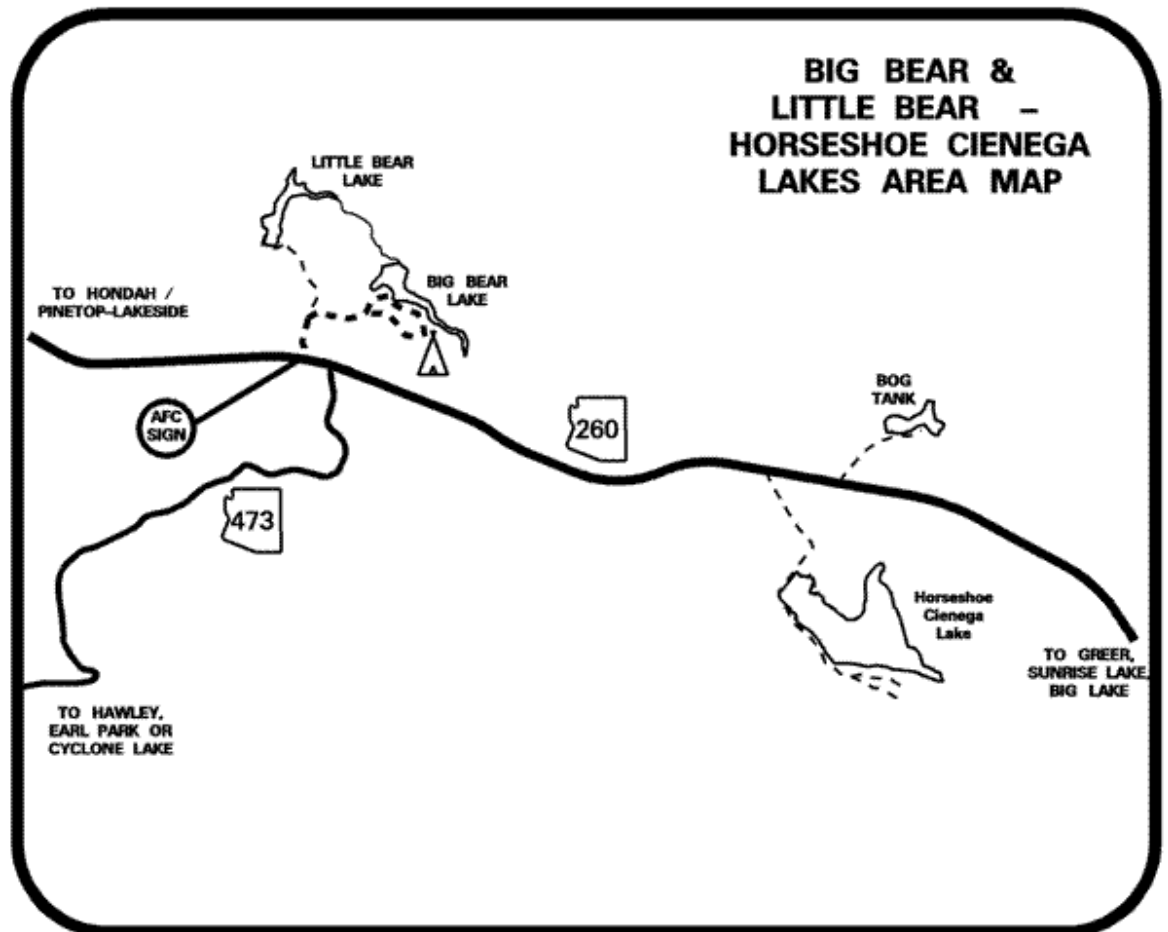 BIG BEAR &
LITTLE BEAR –
HORSESHOE CIENEGA
LAKES AREA MAP
LITTLE BEAR
LAKE
BIG BEAR
LAKE
TO HONDAH /
PINETOP–LAKESIDE
AFC
SIGN
260
BOG
TANK
473
Horseshoe
Cienega
Lake
TO GREER,
SUNRISE LAKE,
BIG LAKE
TO HAWLEY,
EARL PARK OR
CYCLONE LAKE